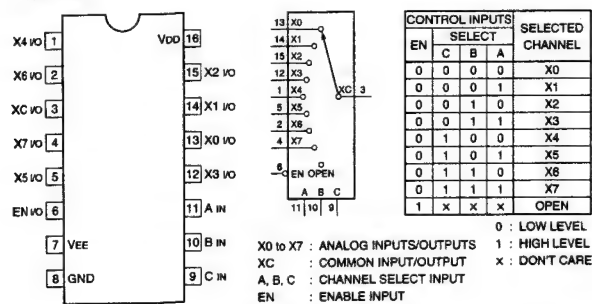 X4 I/O 1
X6 I/O 2
XC I/O 3
X7 I/O 4
X5 I/O 5
EN I/O 6
7 VEE
8 GND
VDD 16
15 X2 I/O
14 X1 I/O
13 X0 I/O
12 X3 I/O
11 A IN
10 B IN
9 C IN
13 X0
14 X1
15 X2
12 X3
1 X4
5 X5
2 X6
4 X7
XC 3
6 EN OPEN
A B C
11 10 9
CONTROL INPUTS SELECTED CHANNEL
EN SELECT
C B A
0 0 0 0 X0
0 0 0 1 X1
0 0 1 0 X2
0 0 1 1 X3
0 1 0 0 X4
0 1 0 1 X5
0 1 1 0 X6
0 1 1 1 X7
1 x x x OPEN
0 : LOW LEVEL
1 : HIGH LEVEL
x : DON'T CARE
X0 to X7 : ANALOG INPUTS/OUTPUTS
XC : COMMON INPUT/OUTPUT
A, B, C : CHANNEL SELECT INPUT
EN : ENABLE INPUT